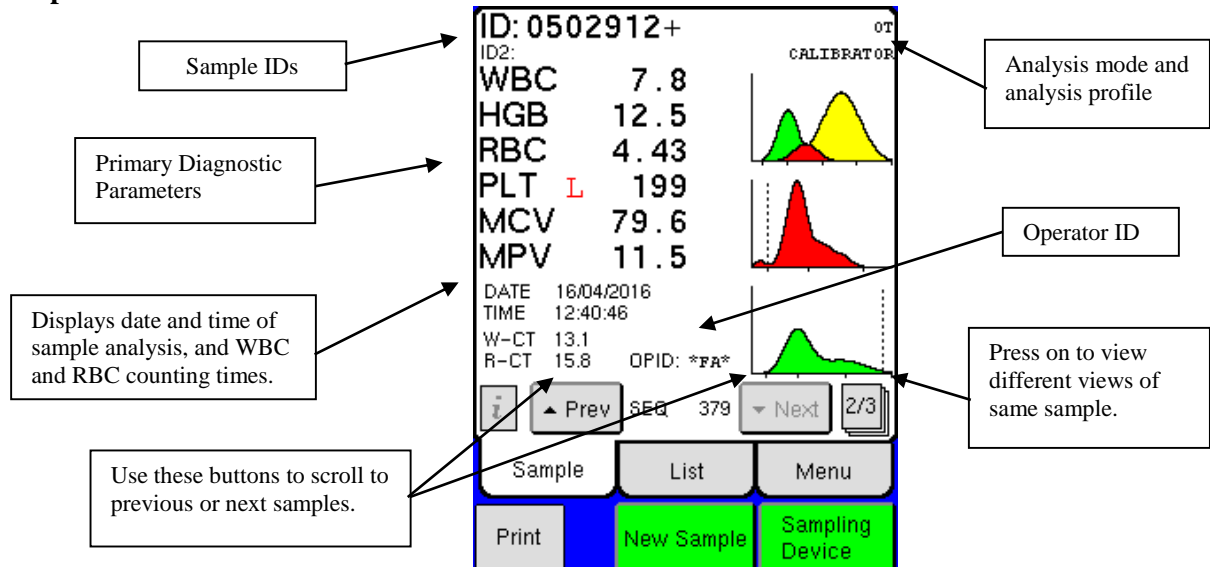 ID: 0502912+
OT
ID2:
CALIBRATOR
WBC 7.8
HGB 12.5
RBC 4.43
PLT L 199
MCV 79.6
MPV 11.5
DATE 16/04/2016
TIME 12:40:46
W-CT 13.1
R-CT 15.8 OPID: *FA*
i
Prev
SEQ 379
Next
2/3
Sample
List
Menu
Print
New Sample
Sampling
Device
Sample IDs
Primary Diagnostic
Parameters
Displays date and time of
sample analysis, and WBC
and RBC counting times.
Use these buttons to scroll to
previous or next samples.
Analysis mode and
analysis profile
Operator ID
Press on to view
different views of
same sample.